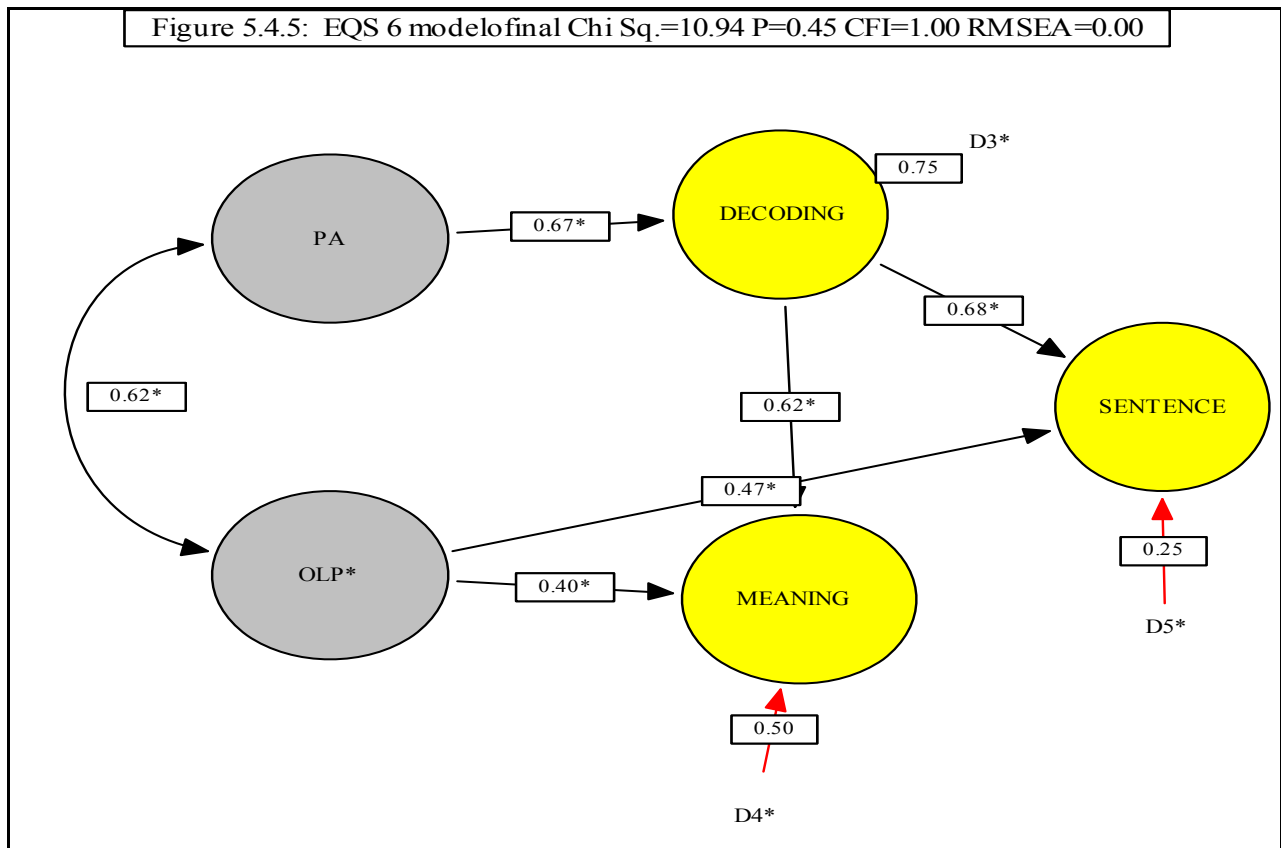 Figure 5.4.5: EQS 6 modelofinal Chi Sq.=10.94 P=0.45 CFI=1.00 RMSEA=0.00
D3*
0.75
DECODING
PA
0.67*
0.68*
0.62*
0.62*
SENTENCE
0.47*
0.25
OLP*
0.40*
MEANING
D5*
0.50
D4*